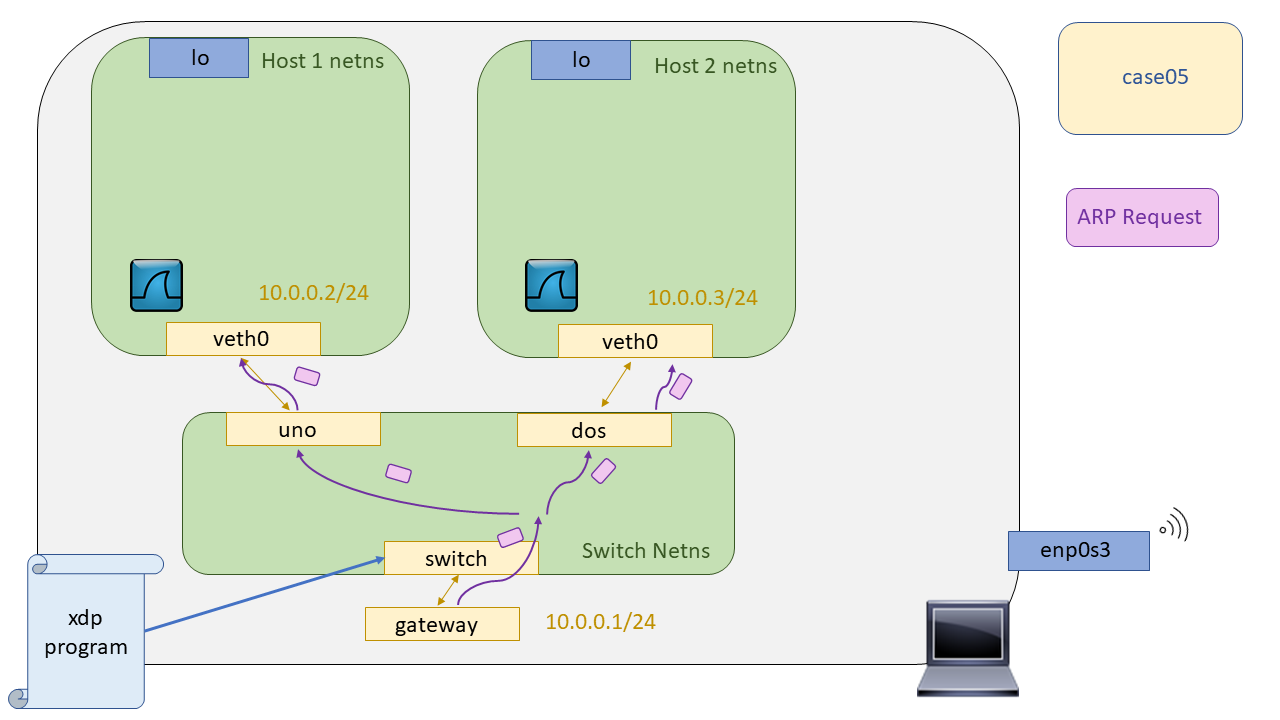 lo
Host 1 netns
lo
Host 2 netns
case05
ARP Request
10.0.0.2/24
10.0.0.3/24
veth0
veth0
uno
dos
switch
Switch Netns
enp0s3
xdp
program
gateway
10.0.0.1/24